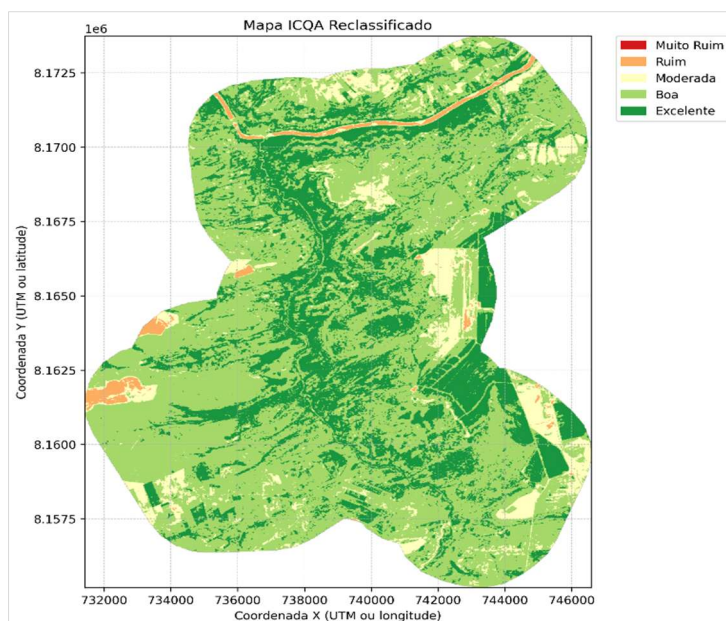 Mapa ICQA Reclassificado
1e6
Muito Ruim
Ruim
Moderada
Boa
Excelente
8.1725
8.1700
8.1675
8.1650
8.1625
8.1600
8.1575
Coordenada Y (UTM ou latitude)
732000 734000 736000 738000 740000 742000 744000 746000
Coordenada X (UTM ou longitude)